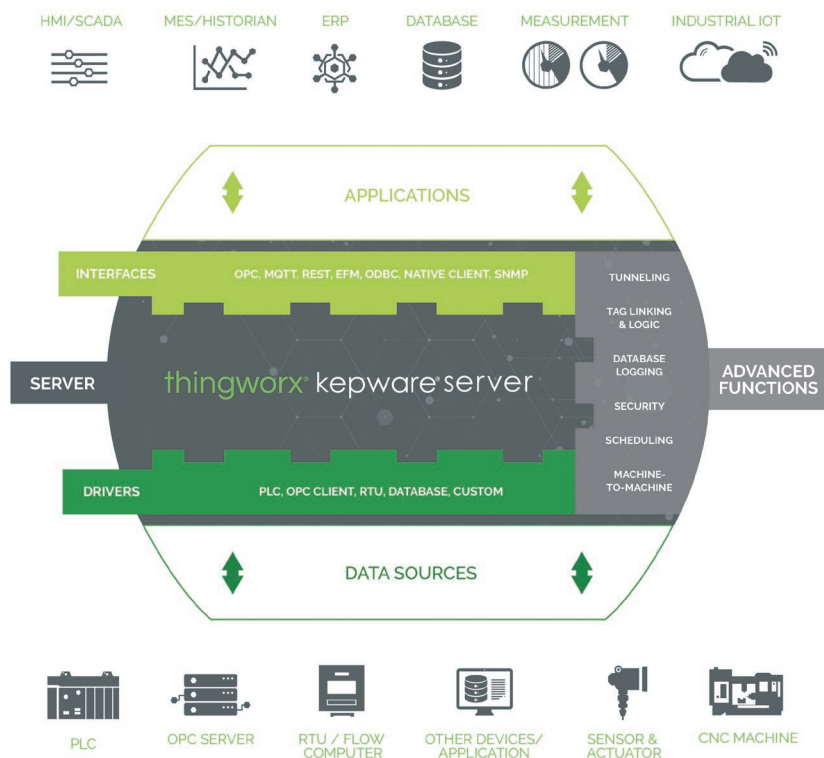 HMI/SCADA
MES/HISTORIAN
ERP
DATABASE
MEASUREMENT
INDUSTRIAL IOT
APPLICATIONS
INTERFACES
OPC, MQTT, REST, EFM, ODBC, NATIVE CLIENT, SNMP
TUNNELING
TAG LINKING
& LOGIC
DATABASE
LOGGING
SECURITY
SCHEDULING
MACHINE-
TO-MACHINE
SERVER
thingworx® kepware® server
ADVANCED
FUNCTIONS
DRIVERS
PLC, OPC CLIENT, RTU, DATABASE, CUSTOM
DATA SOURCES
PLC
OPC SERVER
RTU / FLOW
COMPUTER
OTHER DEVICES/
APPLICATION
SENSOR &
ACTUATOR
CNC MACHINE